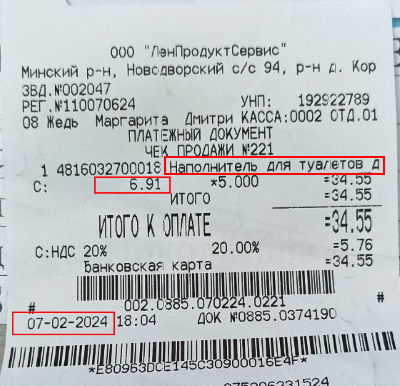 ООО "ЛенПродуктСервис"
Минский р-н, Новодворский с/с 94, р-н д. Кор
ЗВД.№002047
РЕГ.№110070624 УНП: 192922789
08 Жедь Маргарита Дмитри КАССА:0002 ОТД.01
ПЛАТЕЖНЫЙ ДОКУМЕНТ
ЧЕК ПРОДАЖИ №221
1 4816032700018 Наполнитель для туалетов д
С: 6.91 *5.000 =34.55
ИТОГО =34.55
ИТОГО К ОПЛАТЕ =34.55
С:НДС 20% 20.00% =5.76
Банковская карта =34.55
# 002.0885.070224.0221 #
07-02-2024 18:04 ДОК №0885.0374190
*E80963DCE145C30900016E4F*